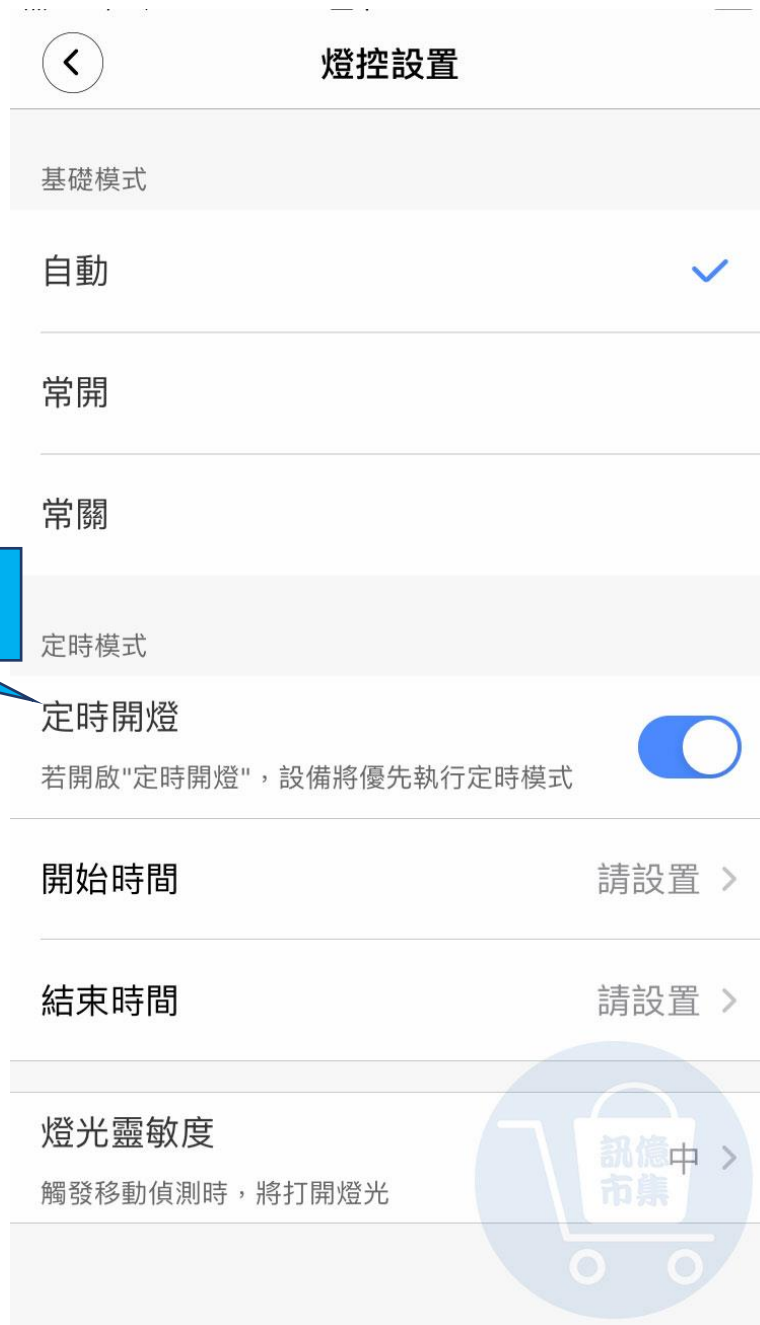 燈控設置
基礎模式
自動
常開
常關
定時模式
定時開燈
若開啟"定時開燈"，設備將優先執行定時模式
開始時間 請設置
結束時間 請設置
燈光靈敏度
中
觸發移動偵測時，將打開燈光
訊億
市集